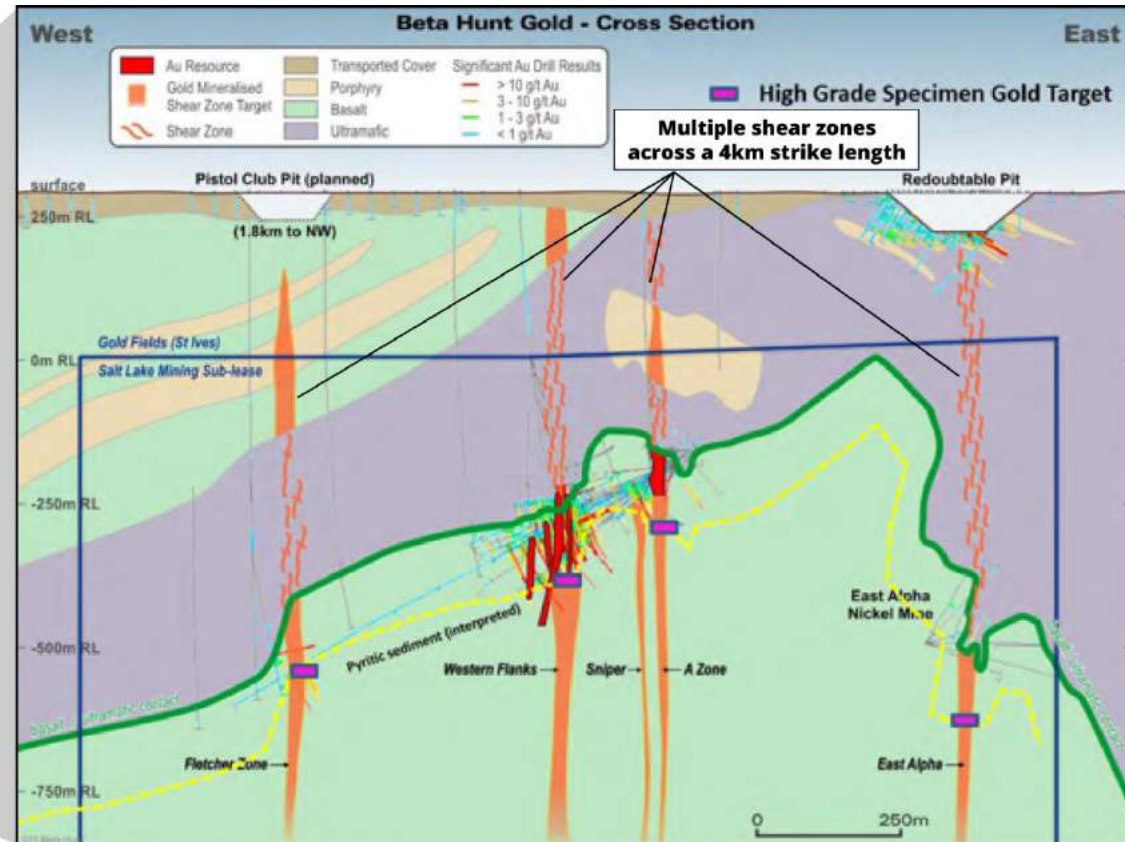 Beta Hunt Gold - Cross Section
West
East
Au Resource
Gold Mineralised
Shear Zone Target
Shear Zone
Transported Cover
Porphyry
Basalt
Ultramafic
Significant Au Drill Results
> 10 g/t Au
3 - 10 g/t Au
1 - 3 g/t Au
< 1 g/t Au
High Grade Specimen Gold Target
Multiple shear zones
across a 4km strike length
surface
Pistol Club Pit (planned)
Redoubtable Pit
250m RL
(1.8km to NW)
Gold Fields (St Ives)
0m RL
Salt Lake Mining Sub-lease
-250m RL
East Alpha
Nickel Mine
Pyritic sediment (interpreted)
-500m RL
Western Flanks
Sniper
A Zone
basalt ultramafic contact
basalt ultramafic contact
Fletcher Zone
East Alpha
-750m RL
0
250m